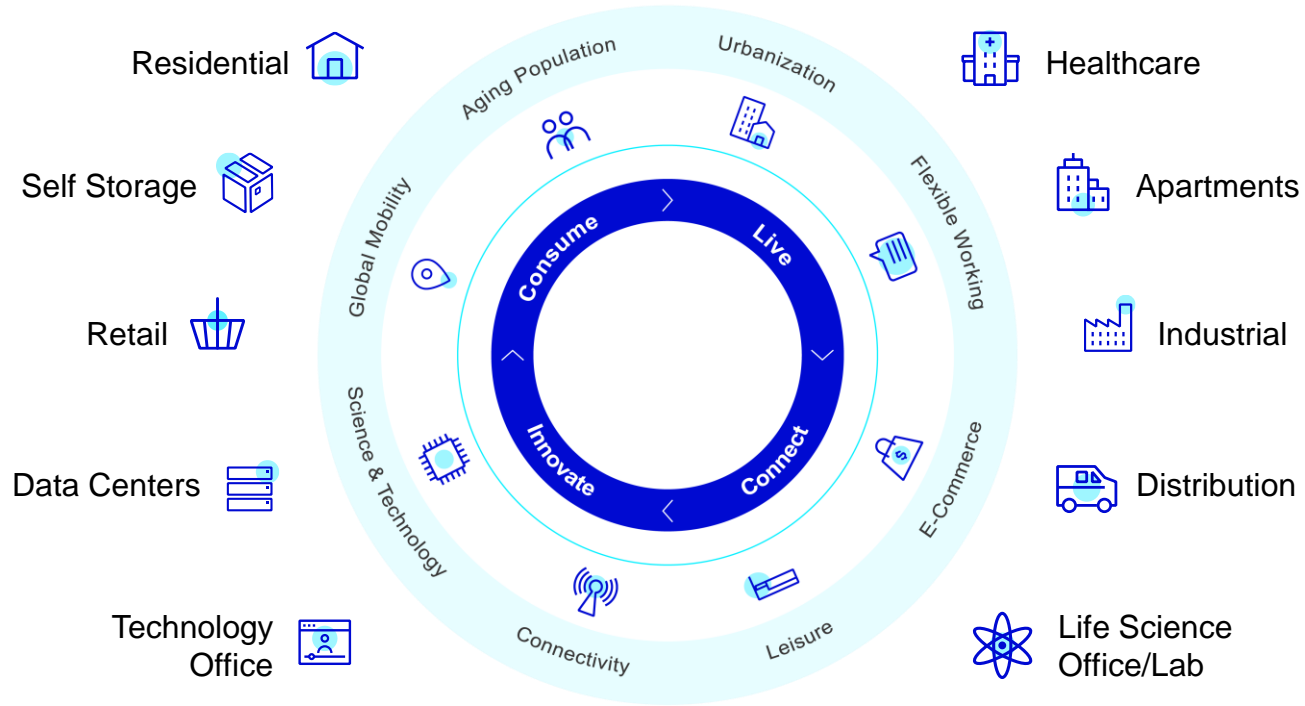 Residential
Self Storage
Retail
Data Centers
Technology
Office
Aging Population
Urbanization
Flexible Working
E-Commerce
Leisure
Connectivity
Science & Technology
Global Mobility
Consume
Live
Connect
Innovate
$
Healthcare
Apartments
Industrial
Distribution
Life Science
Office/Lab